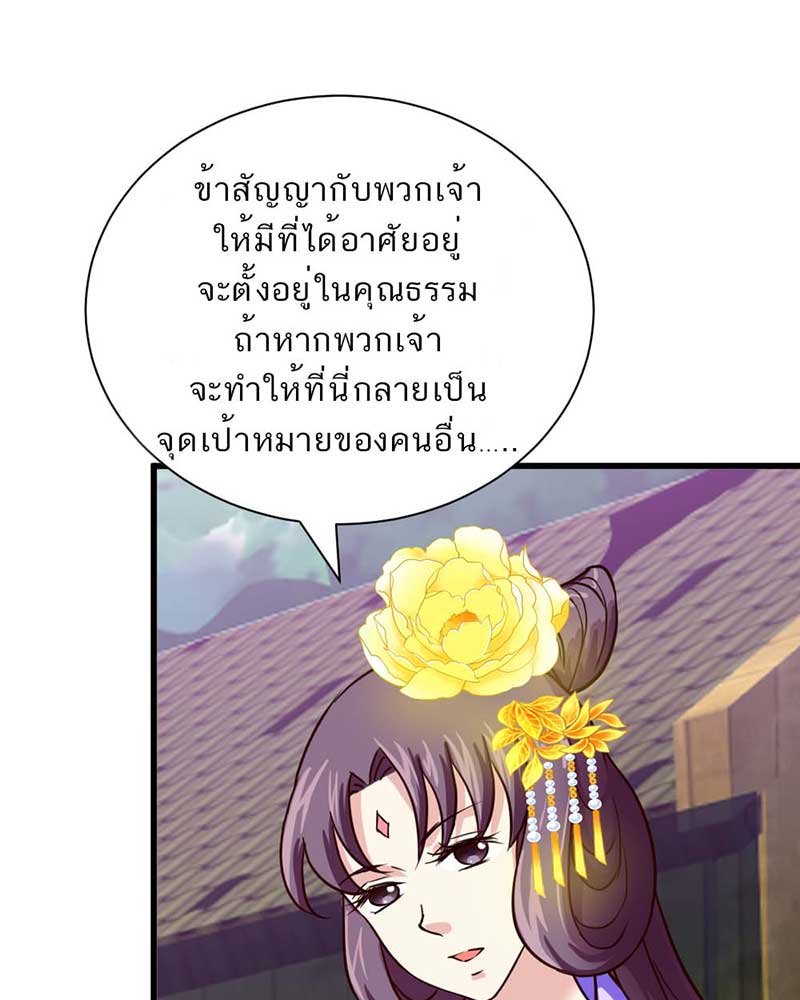 ข้าสัญญากับพวกเจ้า
ให้มีที่ได้อาศัยอยู่
จะตั้งอยู่ในคุณธรรม
ถ้าหากพวกเจ้า
จะทำให้ที่นี่กลายเป็น
จุดเป้าหมายของคนอื่น.....